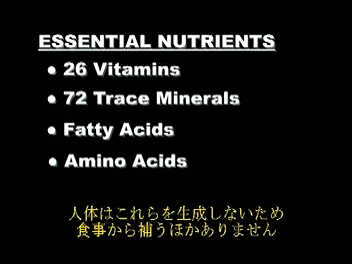 ESSENTIAL NUTRIENTS
● 26 Vitamins
● 72 Trace Minerals
● Fatty Acids
● Amino Acids
人体はこれらを生成しないため
食事から補うほかありません